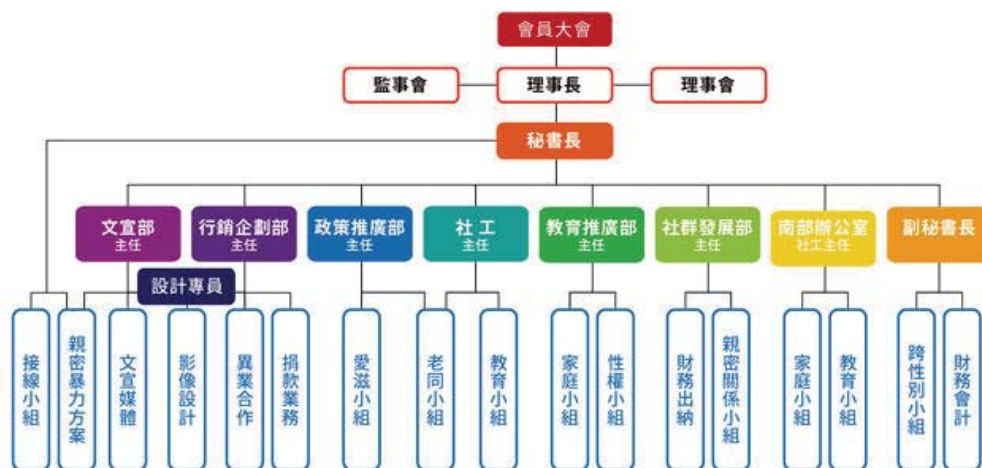 會員大會
監事會
理事長
理事會
秘書長
文宣部
主任
行銷企劃部
主任
政策推廣部
主任
社工
主任
教育推廣部
主任
社群發展部
主任
南部辦公室
社工主任
副秘書長
設計專員
接線小組
親密暴力方案
文宣媒體
影像設計
異業合作
捐款業務
愛滋小組
老同小組
教育小組
家庭小組
性權小組
財務出納
親密關係小組
家庭小組
教育小組
跨性別小組
財務會計